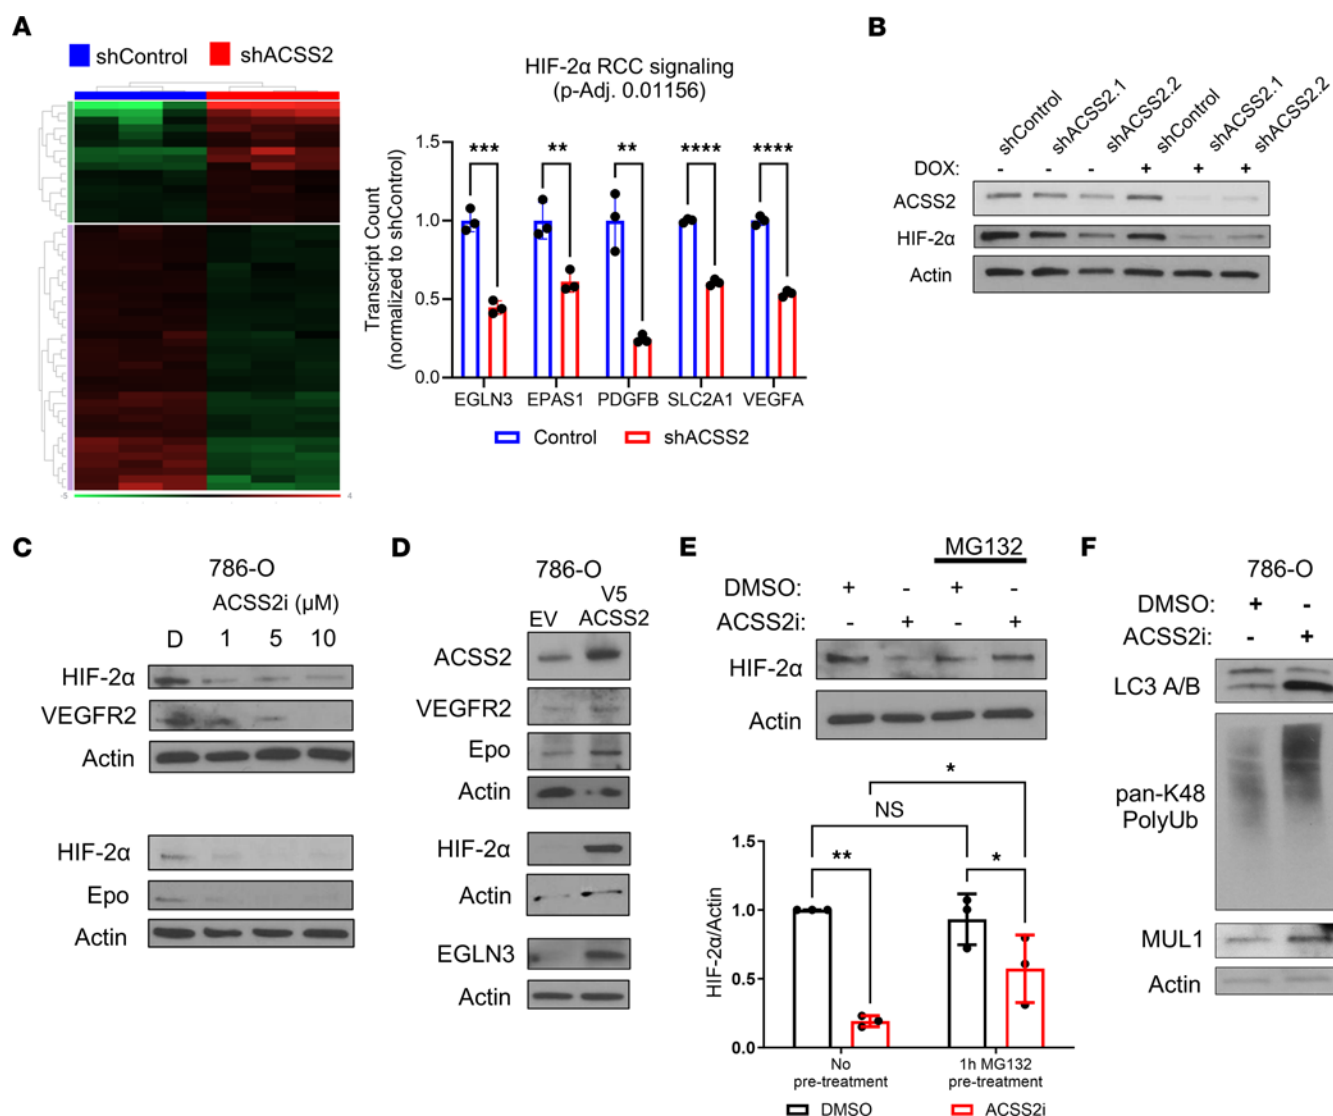 A
shControl shACSS2
-5 4
HIF-2α RCC signaling
(p-Adj. 0.01156)
Transcript Count
(normalized to shControl)
1.5
1.0
0.5
0.0
*** ** ** **** ****
EGLN3 EPAS1 PDGFB SLC2A1 VEGFA
Control shACSS2
B
shControl shACSS2.1 shACSS2.2 shControl shACSS2.1 shACSS2.2
DOX: - - - + + +
ACSS2
HIF-2α
Actin
C
786-O
ACSS2i (μM)
D 1 5 10
HIF-2α
VEGFR2
Actin
HIF-2α
Epo
Actin
D
786-O
EV V5 ACSS2
ACSS2
VEGFR2
Epo
Actin
HIF-2α
Actin
EGLN3
Actin
E
MG132
DMSO: + - + -
ACSS2i: - + - +
HIF-2α
Actin
*
NS
** *
HIF-2α/Actin
1.5
1.0
0.5
0.0
No
pre-treatment
1h MG132
pre-treatment
DMSO ACSS2i
F
786-O
DMSO: + -
ACSS2i: - +
LC3 A/B
pan-K48
PolyUb
MUL1
Actin